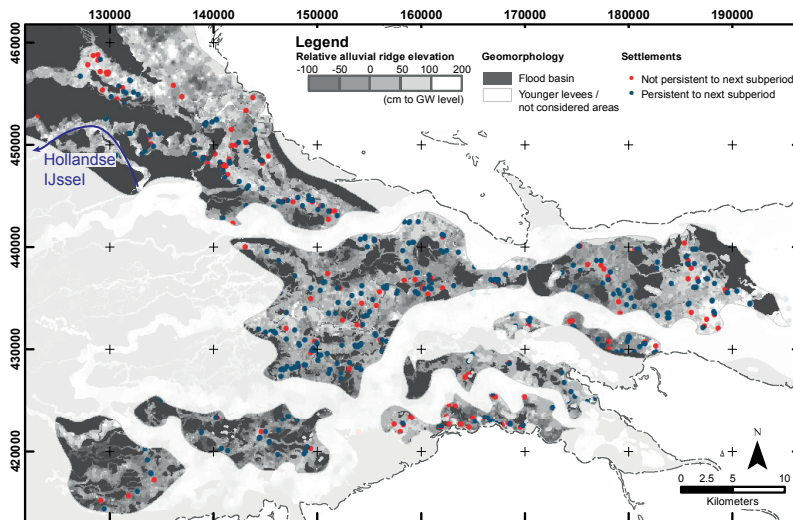 130000 140000 150000 160000 170000 180000 190000
460000
450000
440000
430000
420000
Legend
Relative alluvial ridge elevation
-100 -50 0 50 100 200
(cm to GW level)
Geomorphology
Flood basin
Younger levees /
not considered areas
Settlements
Not persistent to next subperiod
Persistent to next subperiod
Hollandse
IJssel
N
0 2.5 5 10
Kilometers